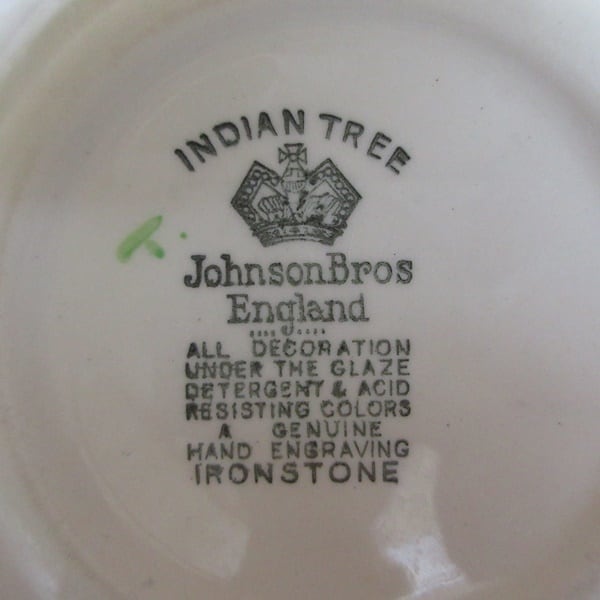 INDIAN TREE
JohnsonBros
England
ALL DECORATION
UNDER THE GLAZE
DETERGENT & ACID
RESISTING COLORS
A GENUINE
HAND ENGRAVING
IRONSTONE